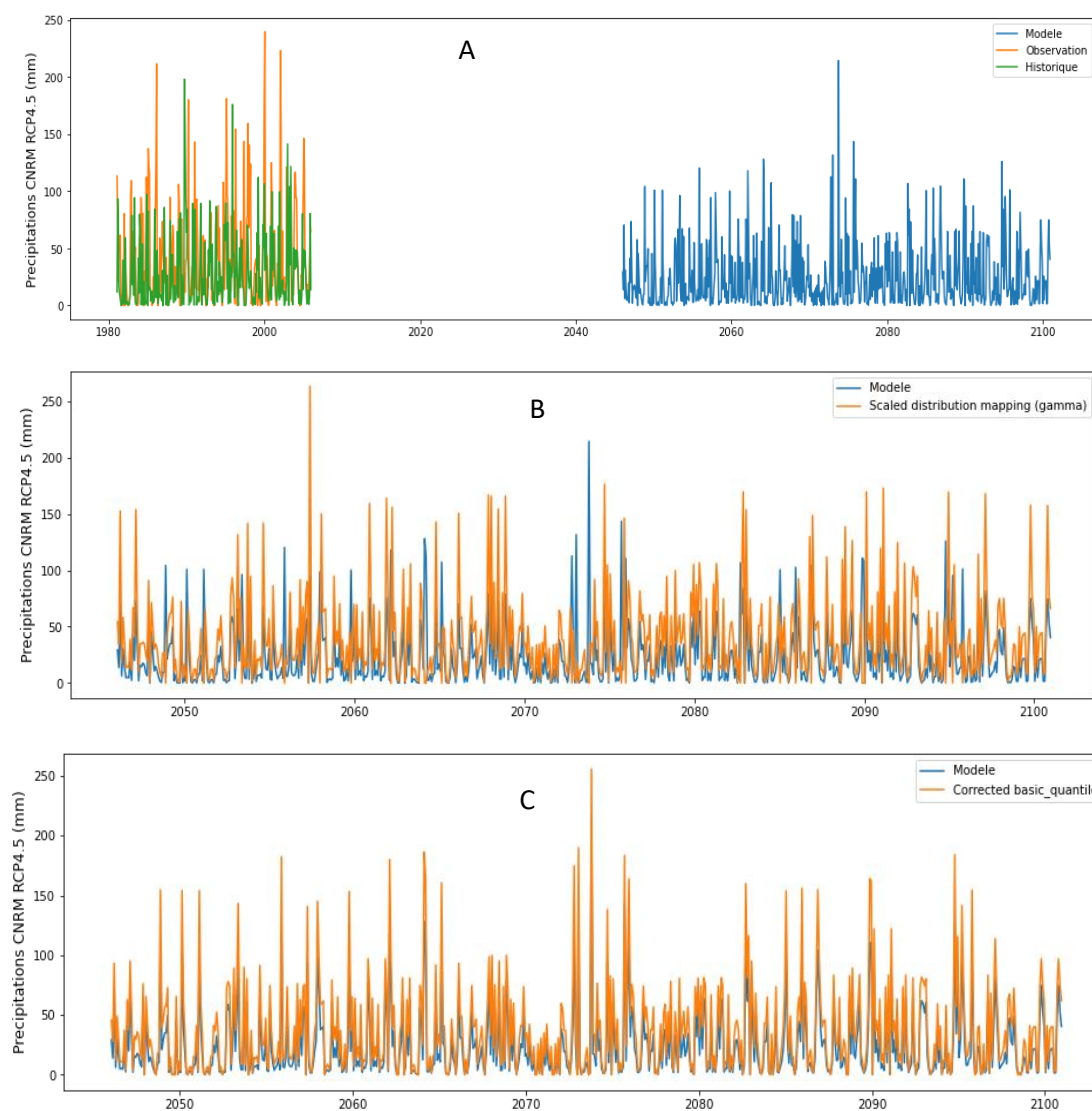 250
200
150
100
50
0
Precipitations CNRM RCP4.5 (mm)
A
Modele
Observation
Historique
1980
2000
2020
2040
2060
2080
2100
250
200
150
100
50
0
Precipitations CNRM RCP4.5 (mm)
B
Modele
Scaled distribution mapping (gamma)
2050
2060
2070
2080
2090
2100
250
200
150
100
50
0
Precipitations CNRM RCP4.5 (mm)
C
Modele
Corrected basic_quantile
2050
2060
2070
2080
2090
2100